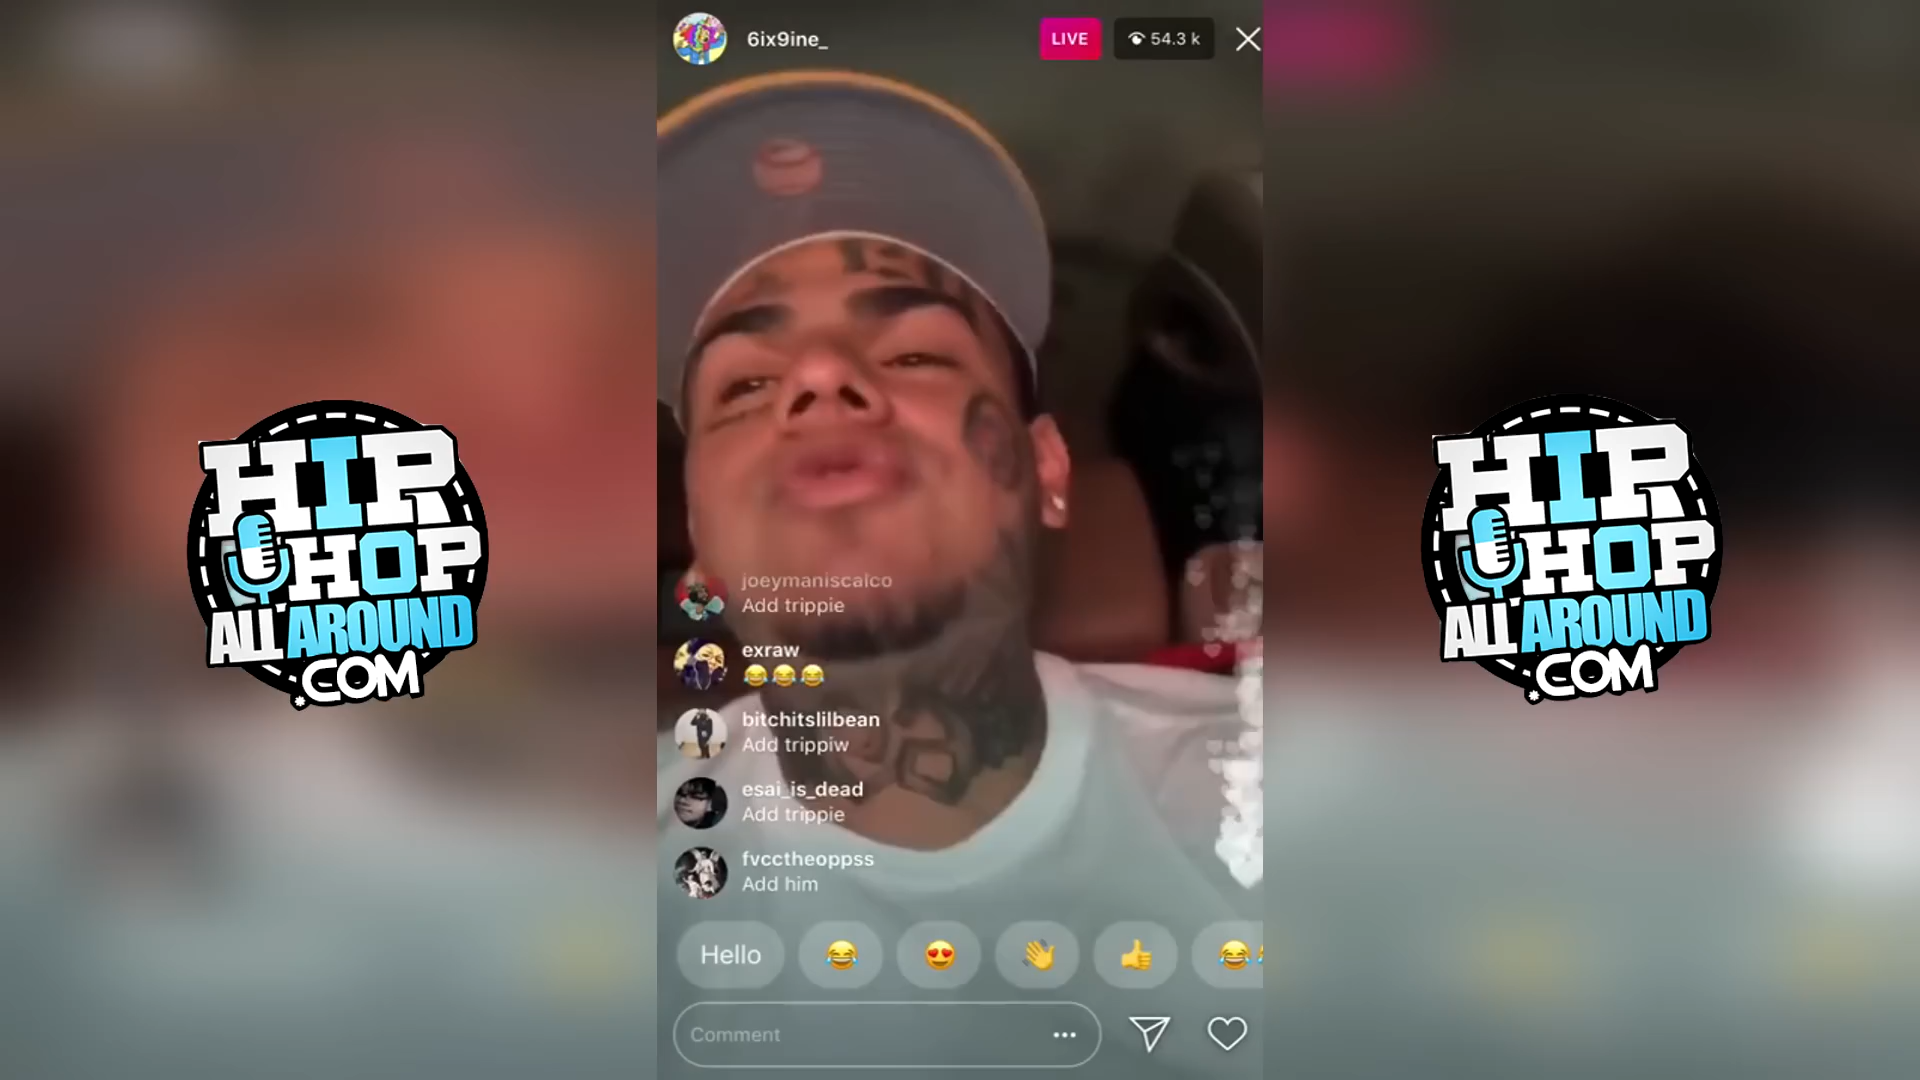 6ix9ine_
LIVE
54.3 k
joeymaniscalco
Add trippie
exraw
😂😂😂
bitchitslilbean
Add trippiw
esai_is_dead
Add trippie
fvcctheoppss
Add him
Hello
Comment
HIP
HOP
ALL AROUND
.COM
HIP
HOP
ALL AROUND
.COM